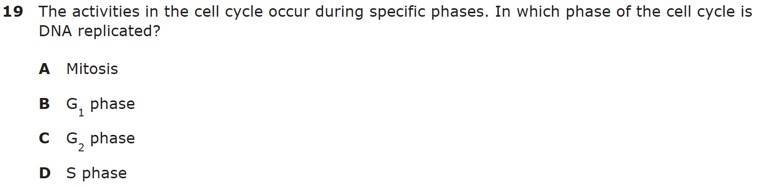 19 The activities in the cell cycle occur during specific phases. In which phase of the cell cycle is
DNA replicated?
A Mitosis
B G₁ phase
C G₂ phase
D S phase